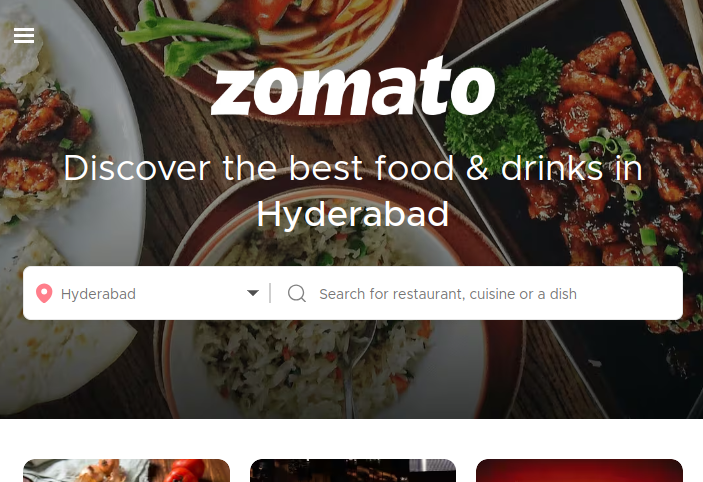 zomato
Discover the best food & drinks in
Hyderabad
Hyderabad
Search for restaurant, cuisine or a dish